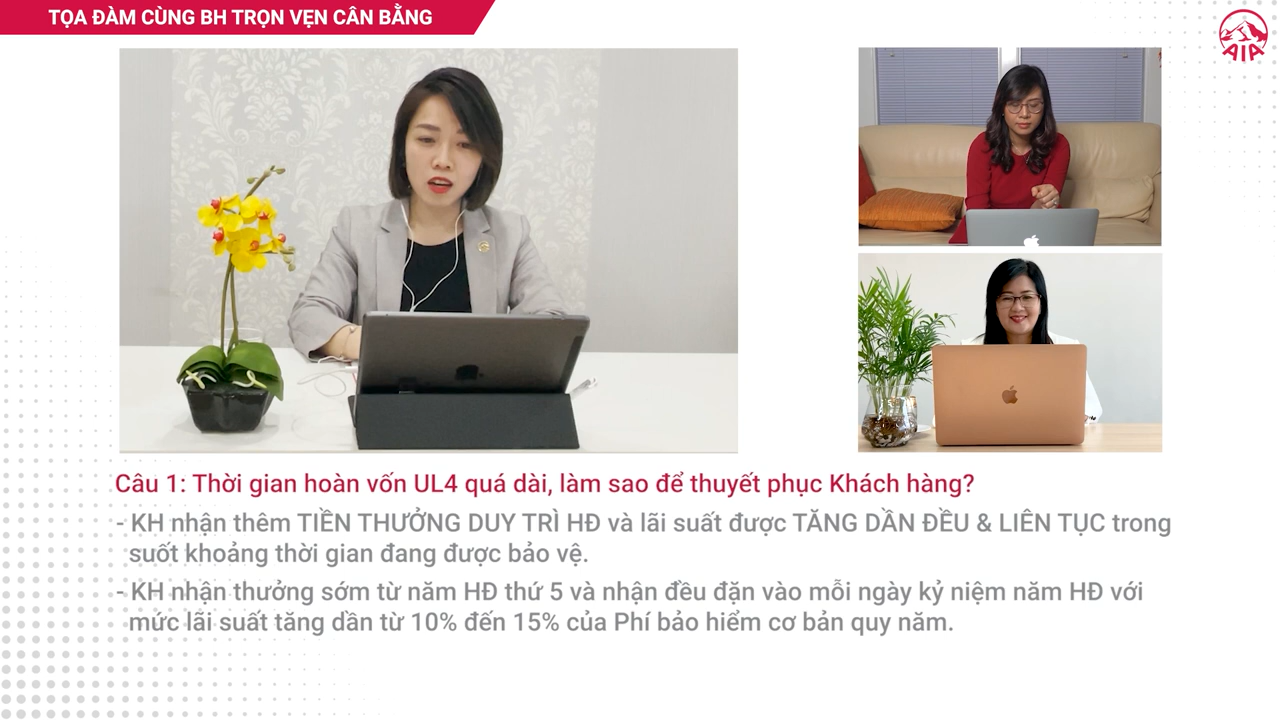 TỌA ĐÀM CÙNG BH TRỌN VẸN CÂN BẰNG
AIA
Câu 1: Thời gian hoàn vốn UL4 quá dài, làm sao để thuyết phục Khách hàng?
- KH nhận thêm TIỀN THƯỞNG DUY TRÌ HĐ và lãi suất được TĂNG DẦN ĐỀU & LIÊN TỤC trong
suốt khoảng thời gian đang được bảo vệ.
- KH nhận thưởng sớm từ năm HĐ thứ 5 và nhận đều đặn vào mỗi ngày kỷ niệm năm HĐ với
mức lãi suất tăng dần từ 10% đến 15% của Phí bảo hiểm cơ bản quy năm.